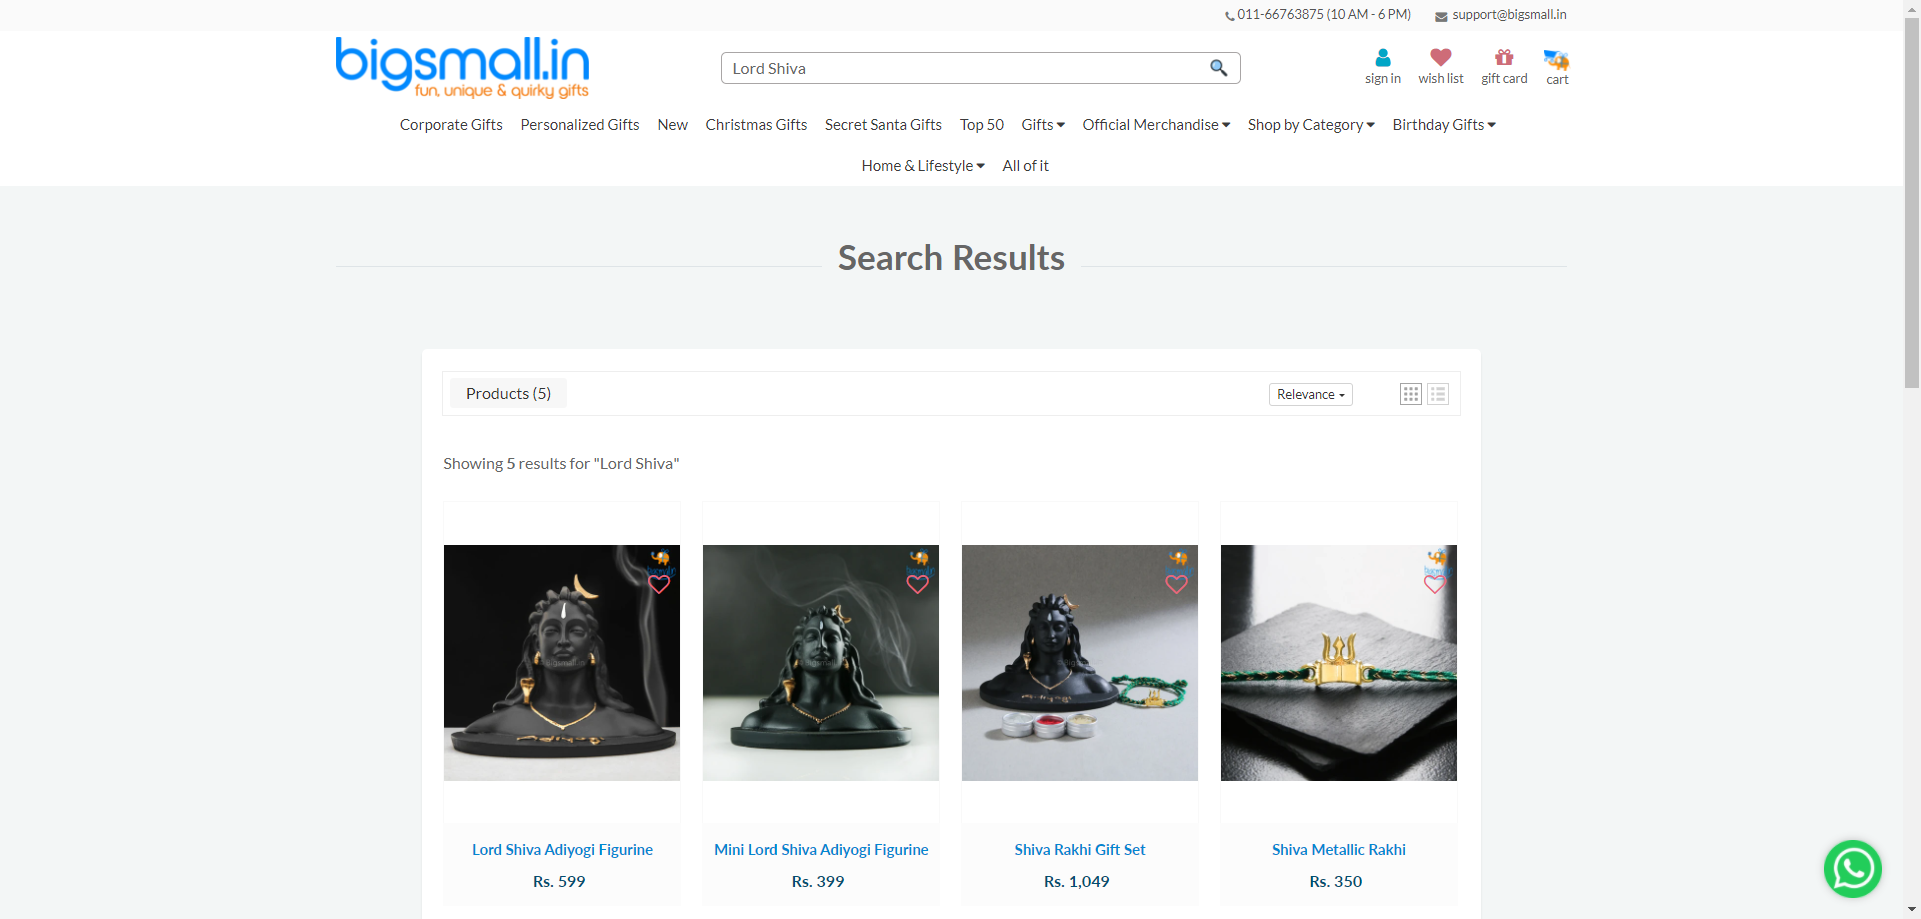 011-66763875 (10 AM - 6 PM) support@bigsmall.in
bigsmall.in
fun, unique & quirky gifts
Lord Shiva
sign in wish list gift card cart
Corporate Gifts Personalized Gifts New Christmas Gifts Secret Santa Gifts Top 50 Gifts Official Merchandise Shop by Category Birthday Gifts
Home & Lifestyle All of it
Search Results
Products (5) Relevance
Showing 5 results for "Lord Shiva"
Lord Shiva Adiyogi Figurine
Rs. 599
Mini Lord Shiva Adiyogi Figurine
Rs. 399
Shiva Rakhi Gift Set
Rs. 1,049
Shiva Metallic Rakhi
Rs. 350